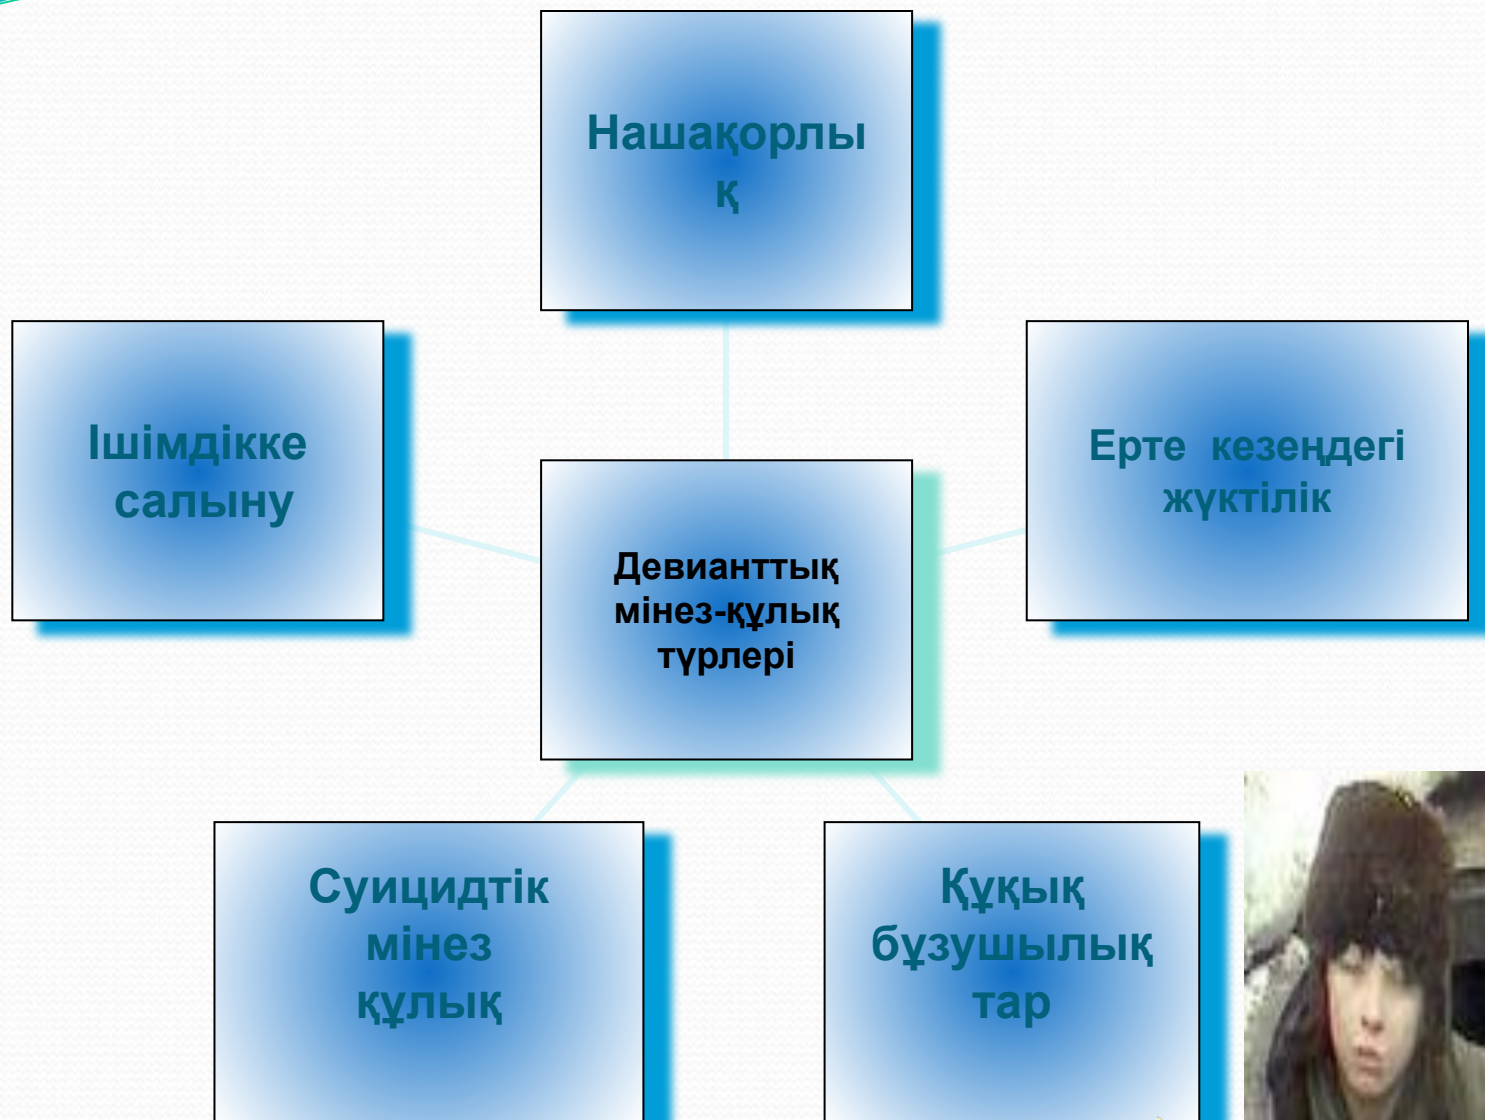 Нашақорлы
қ
Ішімдікке
салыну
Ерте кезеңдегі
жүктілік
Девианттық
мінез-құлық
түрлері
Суицидтік
мінез
құлық
Құқық
бұзушылық
тар